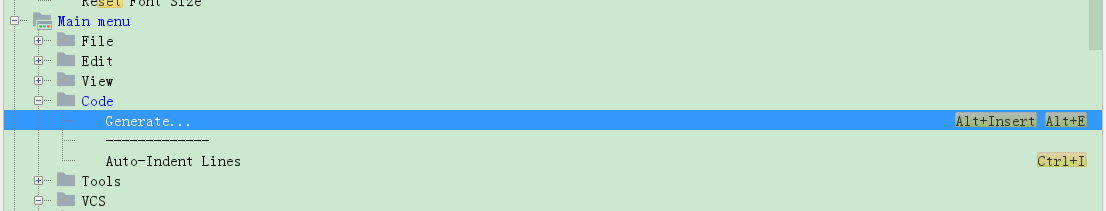 Reset Font Size
Main menu
File
Edit
View
Code
Generate... Alt+Insert Alt+E
-------------
Auto-Indent Lines Ctrl+I
Tools
VCS